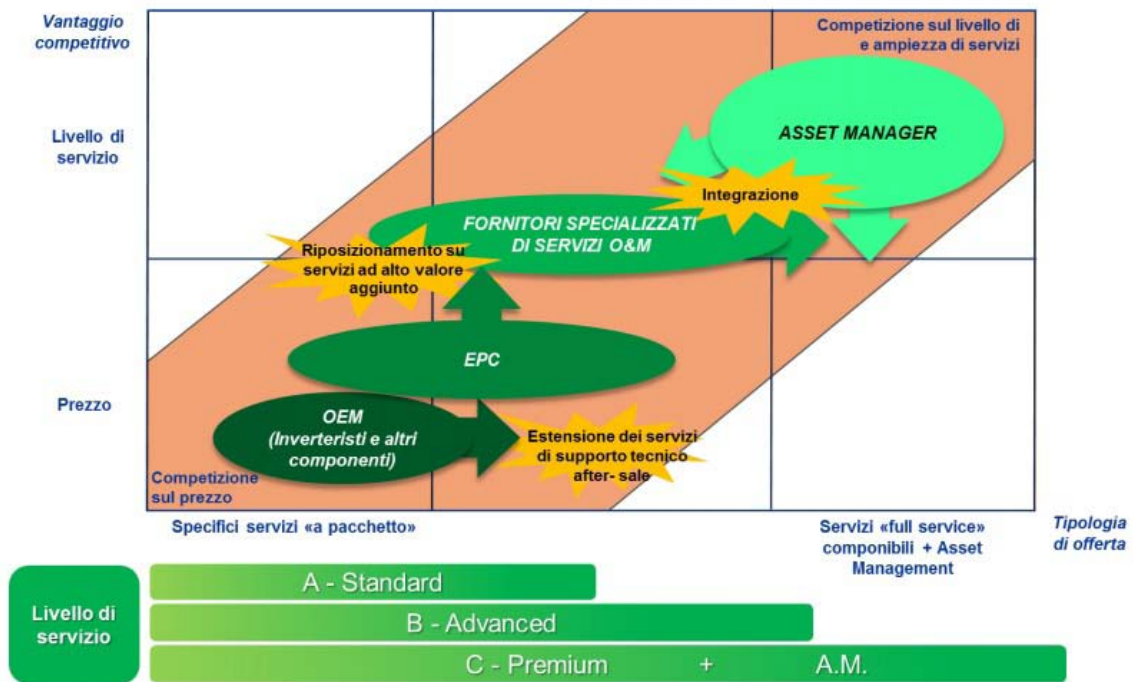 Vantaggio
competitivo
Competizione sul livello di
e ampiezza di servizi
Livello di
servizio
ASSET MANAGER
Integrazione
FORNITORI SPECIALIZZATI
DI SERVIZI O&M
Riposizionamento su
servizi ad alto valore
aggiunto
EPC
Prezzo
OEM
(Inverteristi e altri
componenti)
Estensione dei servizi
di supporto tecnico
after- sale
Competizione
sul prezzo
Specifici servizi «a pacchetto»
Servizi «full service»
componibili + Asset
Management
Tipologia
di offerta
Livello di
servizio
A - Standard
B - Advanced
C - Premium + A.M.